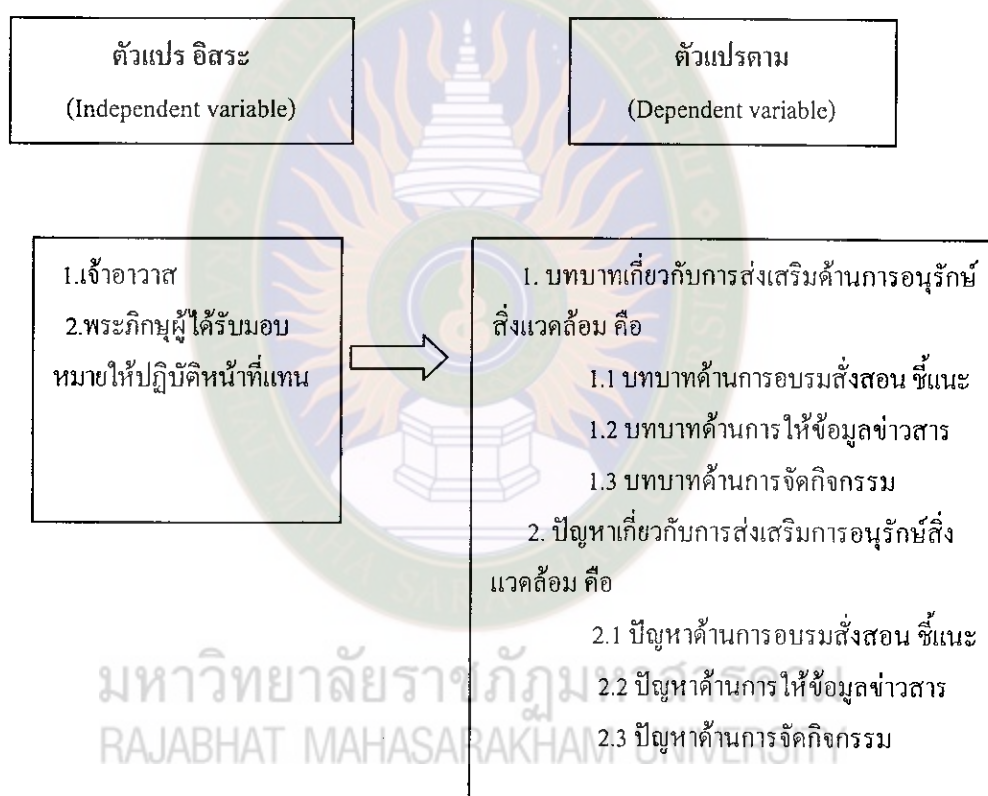 ตัวแปร อิสระ
(Independent variable)
ตัวแปรตาม
(Dependent variable)
1.เจ้าอาวาส
2.พระภิกษุผู้ได้รับมอบ
หมายให้ปฏิบัติหน้าที่แทน
1. บทบาทเกี่ยวกับการส่งเสริมด้านการอนุรักษ์
สิ่งแวดล้อม คือ
1.1 บทบาทด้านการอบรมสั่งสอน ชี้แนะ
1.2 บทบาทด้านการให้ข้อมูลข่าวสาร
1.3 บทบาทด้านการจัดกิจกรรม
2. ปัญหาเกี่ยวกับการส่งเสริมการอนุรักษ์สิ่ง
แวดล้อม คือ
2.1 ปัญหาด้านการอบรมสั่งสอน ชี้แนะ
2.2 ปัญหาด้านการให้ข้อมูลข่าวสาร
2.3 ปัญหาด้านการจัดกิจกรรม
มหาวิทยาลัยราชภัฏมหาสารคาม
RAJABHAT MAHASARAKHAM UNIVERSITY